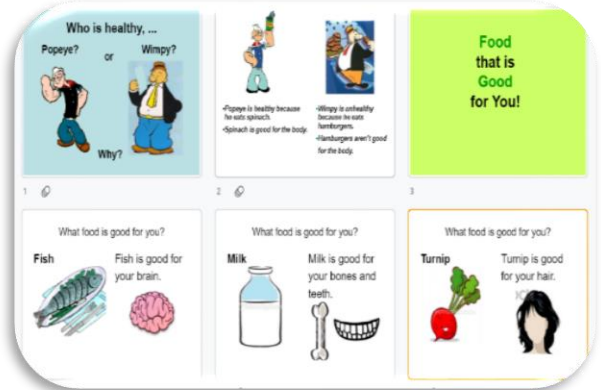 Who is healthy, ...
Popeye?
or
Wimpy?
Why?
•Popeye is healthy because
he eats spinach.
•Spinach is good for the body.
•Wimpy is unhealthy
because he eats
hamburgers.
•Hamburgers aren't good
for the body.
Food
that is
Good
for You!
1
2
3
What food is good for you?
Fish
Fish is good for
your brain.
What food is good for you?
Milk
Milk is good for
your bones and
teeth.
What food is good for you?
Turnip
Turnip is good
for your hair.